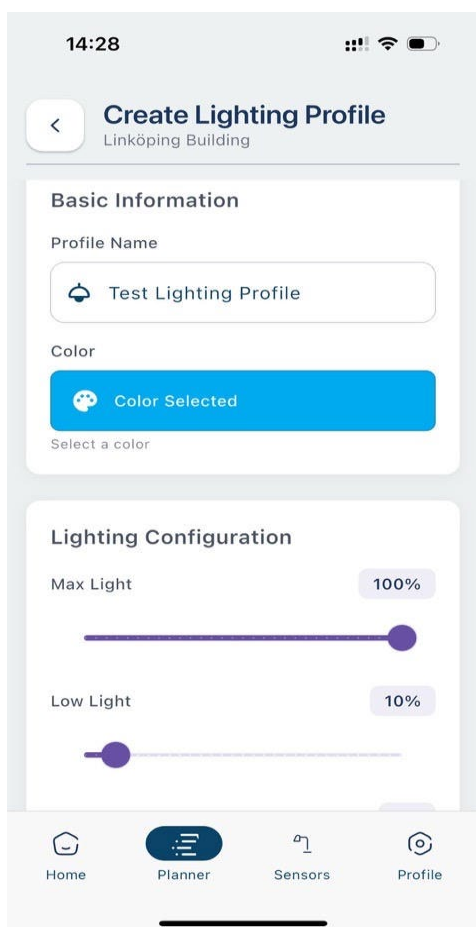 14:28
Create Lighting Profile
Linköping Building
Basic Information
Profile Name
Test Lighting Profile
Color
Color Selected
Select a color
Lighting Configuration
Max Light
100%
Low Light
10%
Home
Planner
Sensors
Profile